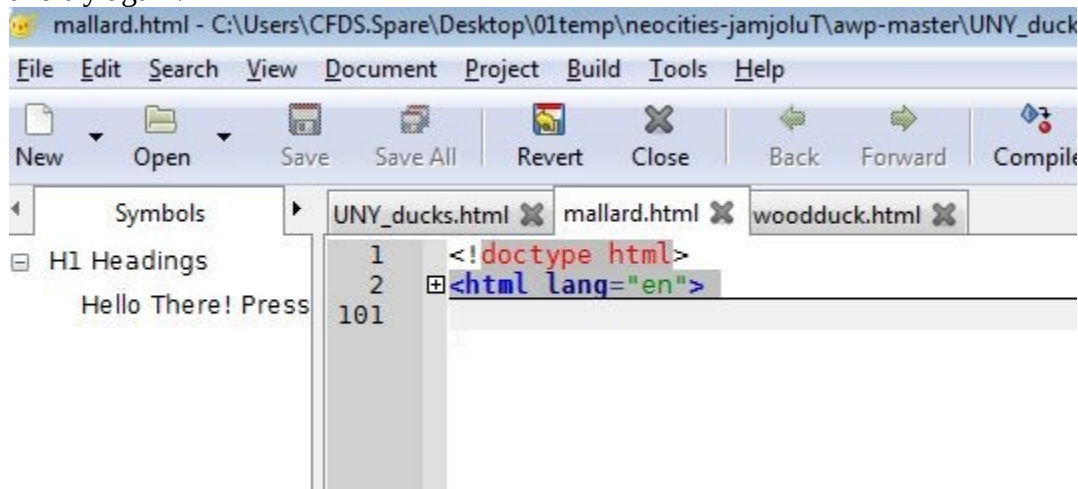 mallard.html - C:\Users\CFDS.Spare\Desktop\01temp\neocities-jamjoluT\awp-master\UNY_duck
File Edit Search View Document Project Build Tools Help
New Open Save Save All Revert Close Back Forward Compile
Symbols UNY_ducks.html mallard.html woodduck.html
H1 Headings
Hello There! Press
1 <!doctype html>
2 <html lang="en">
101